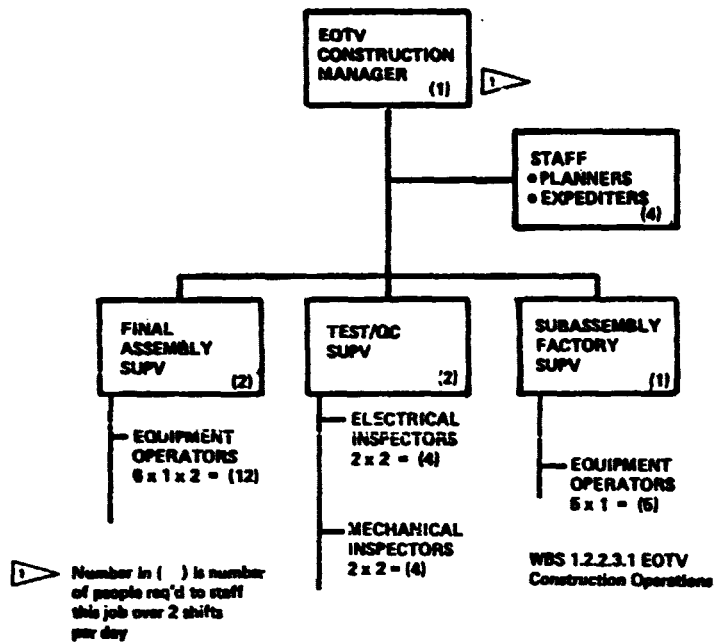 EOTV
CONSTRUCTION
MANAGER
(1)
1
STAFF
• PLANNERS
• EXPEDITERS
(4)
FINAL
ASSEMBLY
SUPV
(2)
TEST/QC
SUPV
(2)
SUBASSEMBLY
FACTORY
SUPV
(1)
EQUIPMENT
OPERATORS
6 x 1 x 2 = (12)
ELECTRICAL
INSPECTORS
2 x 2 = (4)
MECHANICAL
INSPECTORS
2 x 2 = (4)
EQUIPMENT
OPERATORS
5 x 1 = (5)
1
Number in ( ) is number
of people req'd to staff
this job over 2 shifts
per day
WBS 1.2.2.3.1 EOTV
Construction Operations